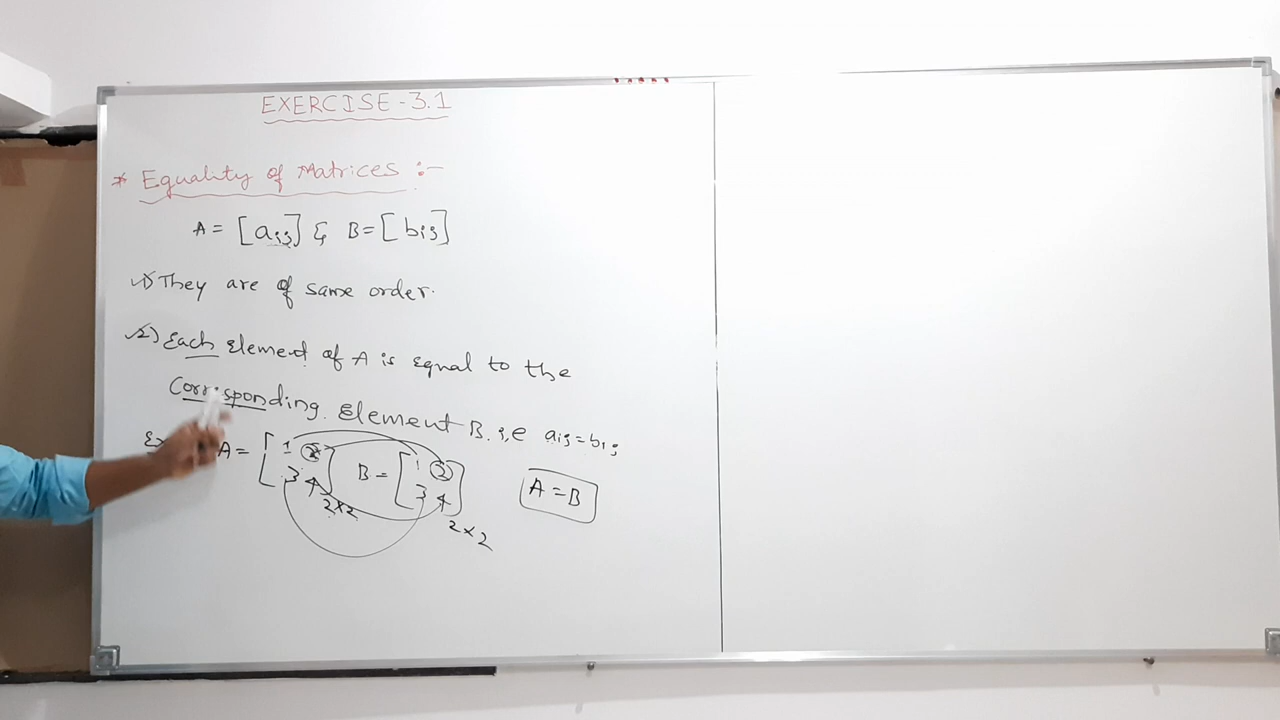 EXERCISE-3.1
* Equality of Matrices :-
A = [aij] & B = [bij]
1) They are of same order.
2) Each Element of A is Equal to the
Corresponding. Element B. i,e aij = bij
Ex A = [1 2 B = [1 2] A = B
3 4]2×2 3 4]2×2